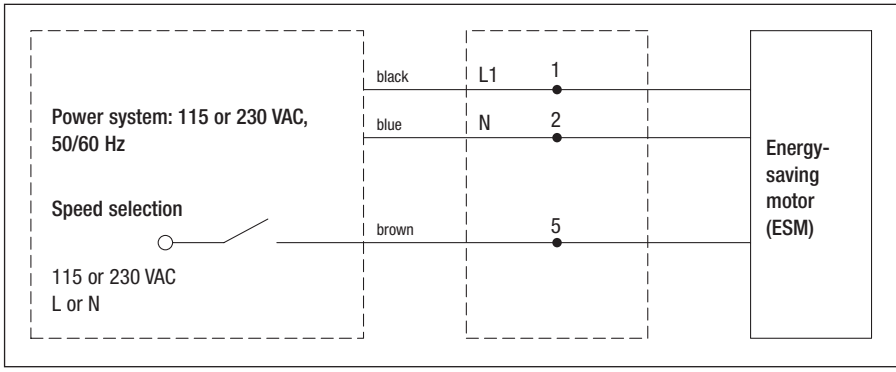 black
L1
1
Power system: 115 or 230 VAC,
50/60 Hz
blue
N
2
Energy-
saving
motor
(ESM)
Speed selection
brown
5
115 or 230 VAC
L or N